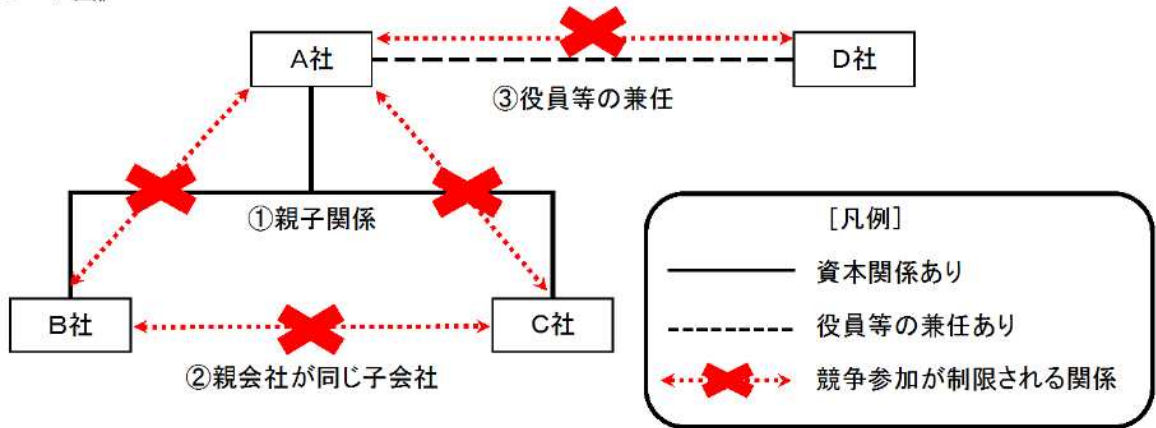 A社
D社
③役員等の兼任
①親子関係
B社
C社
②親会社が同じ子会社
[凡例]
資本関係あり
役員等の兼任あり
競争参加が制限される関係